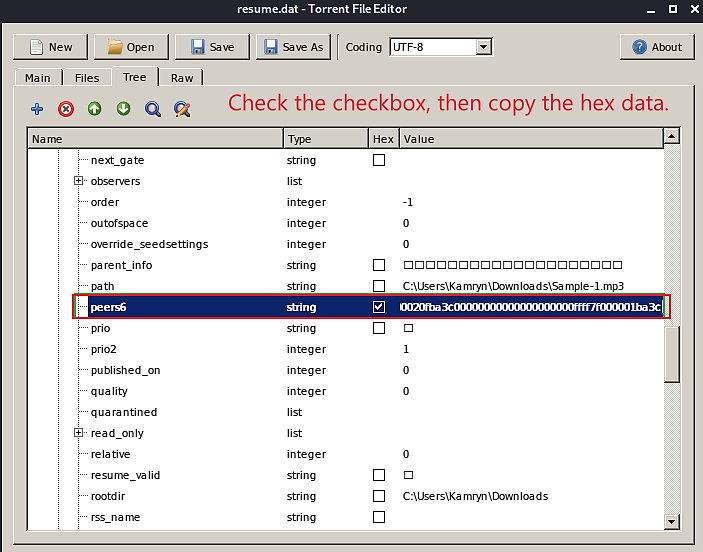 resume.dat - Torrent File Editor
New Open Save Save As Coding UTF-8 About
Main Files Tree Raw
Check the checkbox, then copy the hex data.
Name Type Hex Value
next_gate string
observers list
order integer -1
outofspace integer 0
override_seedsettings integer 0
parent_info string □□□□□□□□□□□□□□□□□□□□
path string C:\Users\Kamryn\Downloads\Sample-1.mp3
peers6 string 0020fba3c00000000000000000000ffff7f000001ba3c
prio string □
prio2 integer 1
published_on integer 0
quality integer 0
quarantined list
read_only list
relative integer 0
resume_valid string □
rootdir string C:\Users\Kamryn\Downloads
rss_name string